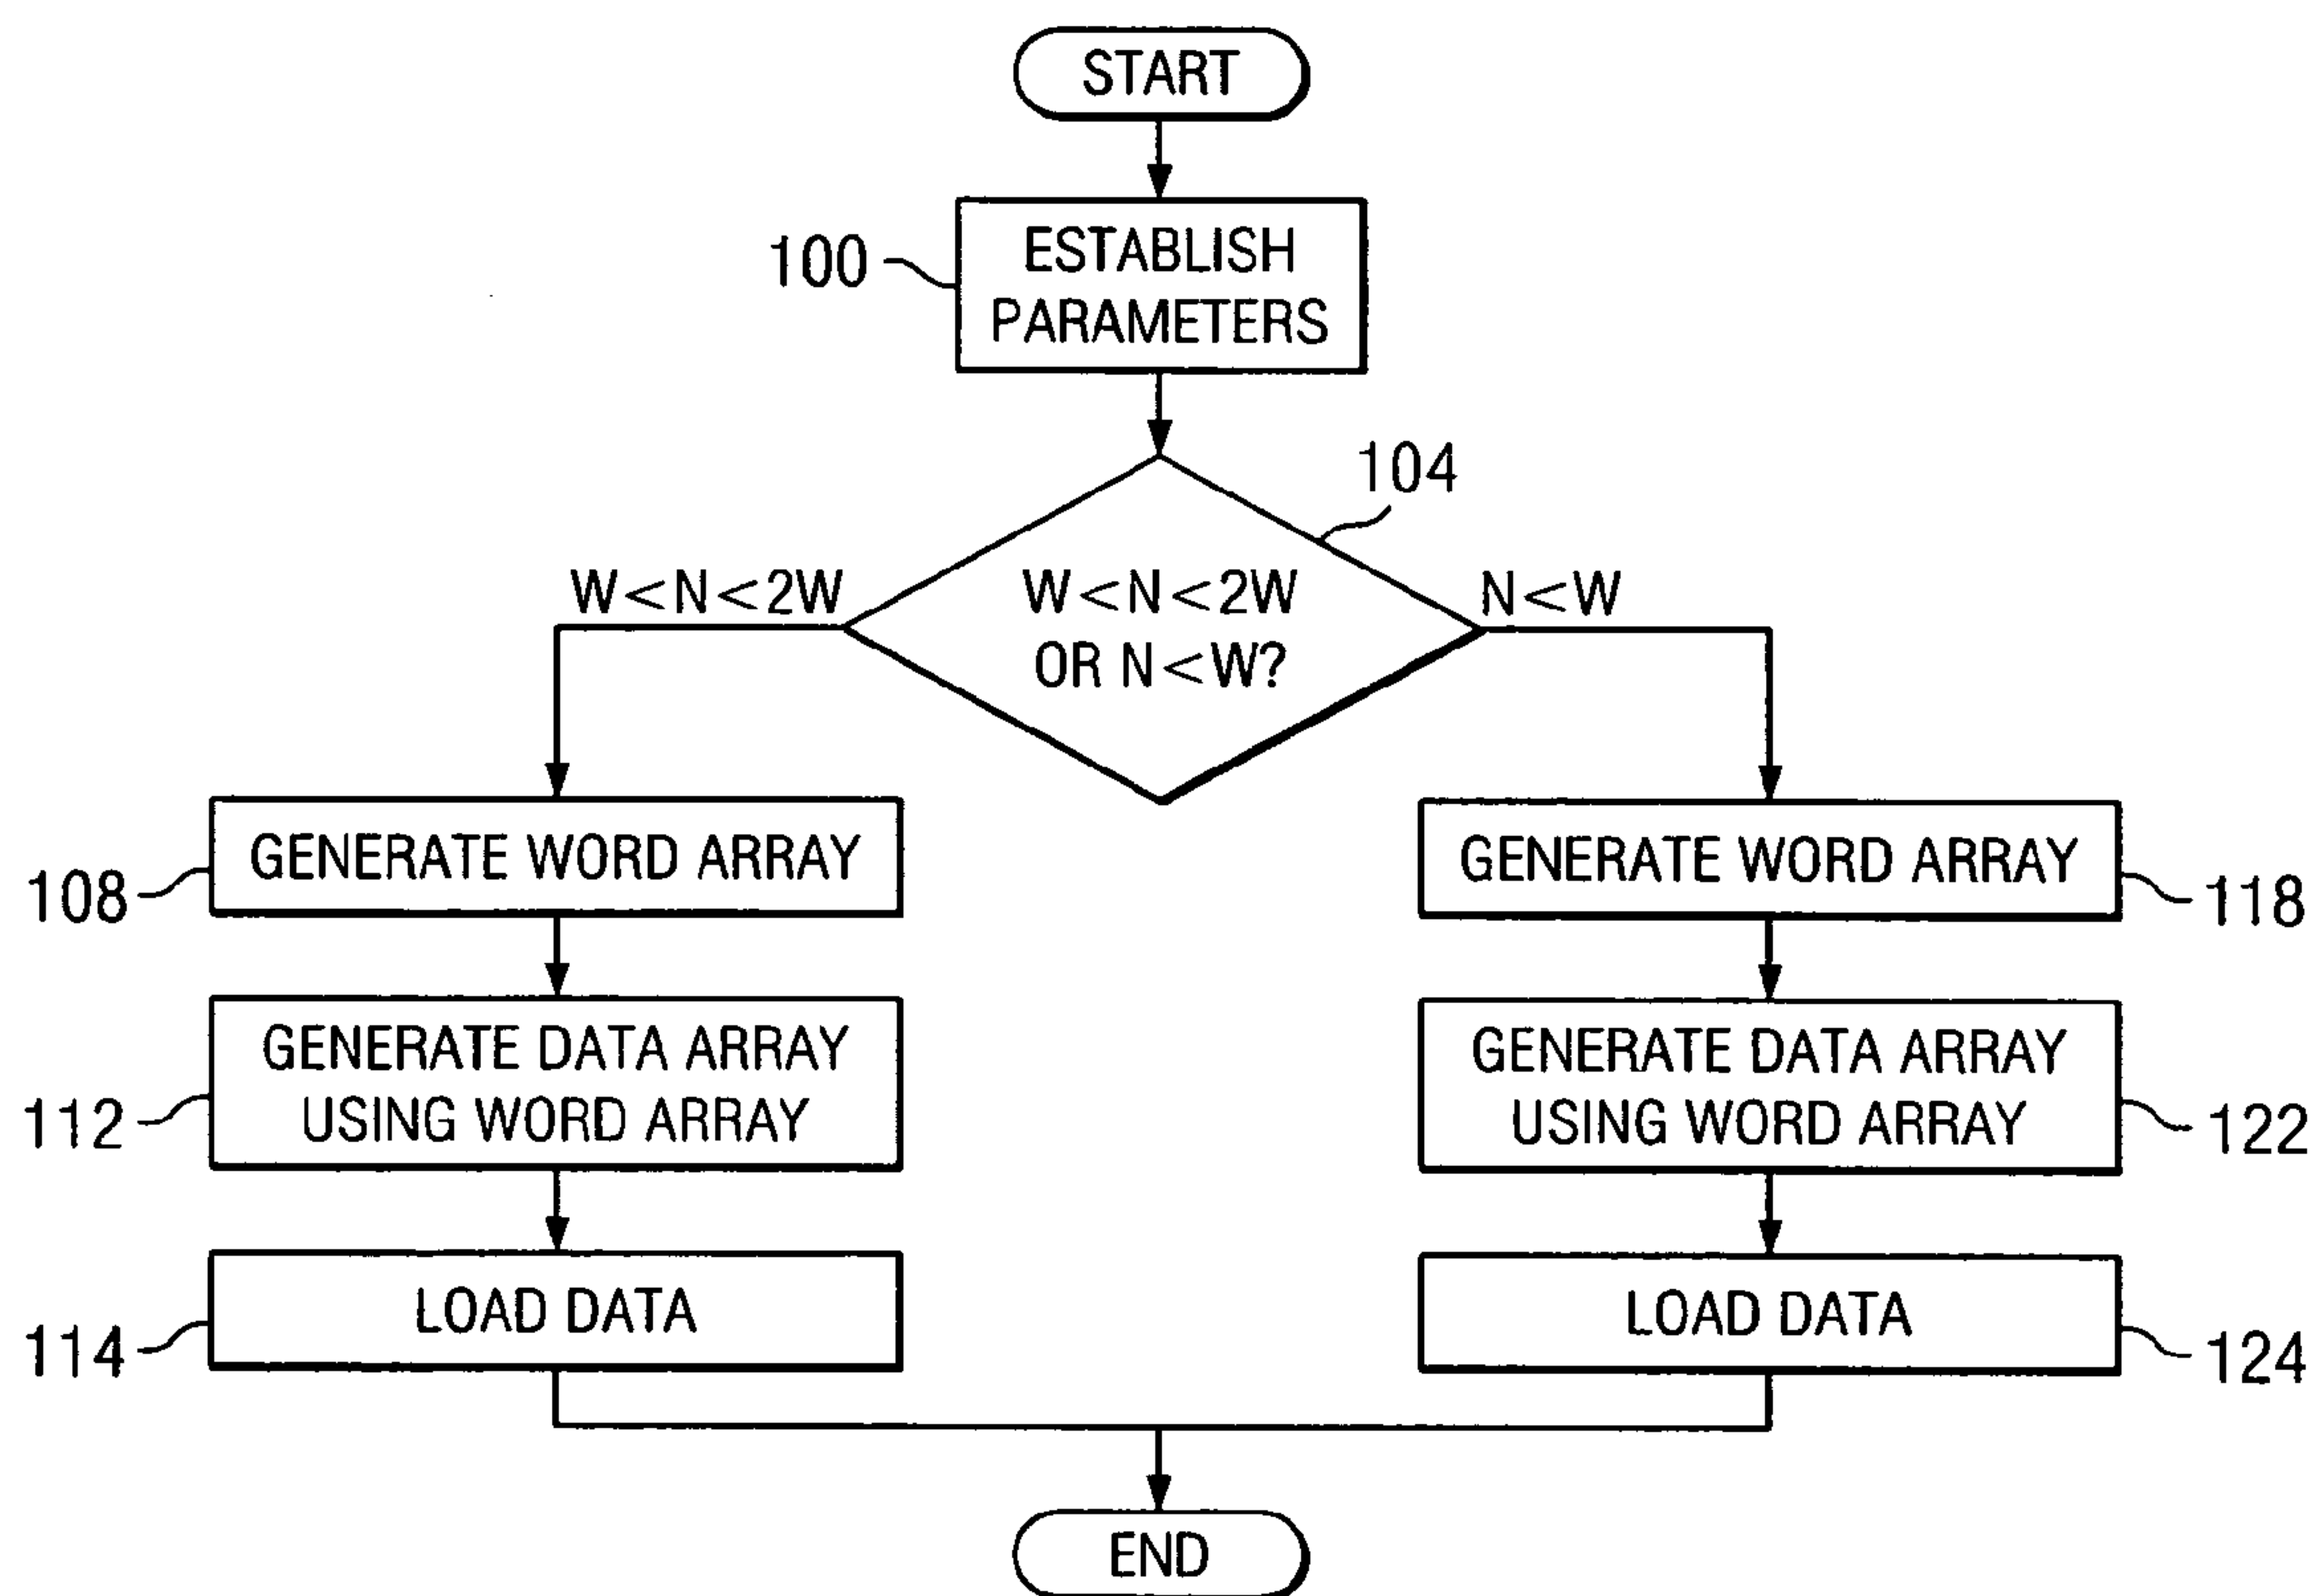 START
100
ESTABLISH
PARAMETERS
104
W<N<2W
W<N<2W
OR N<W?
N<W
GENERATE WORD ARRAY
108
GENERATE DATA ARRAY
USING WORD ARRAY
112
LOAD DATA
114
GENERATE WORD ARRAY
118
GENERATE DATA ARRAY
USING WORD ARRAY
122
LOAD DATA
124
END